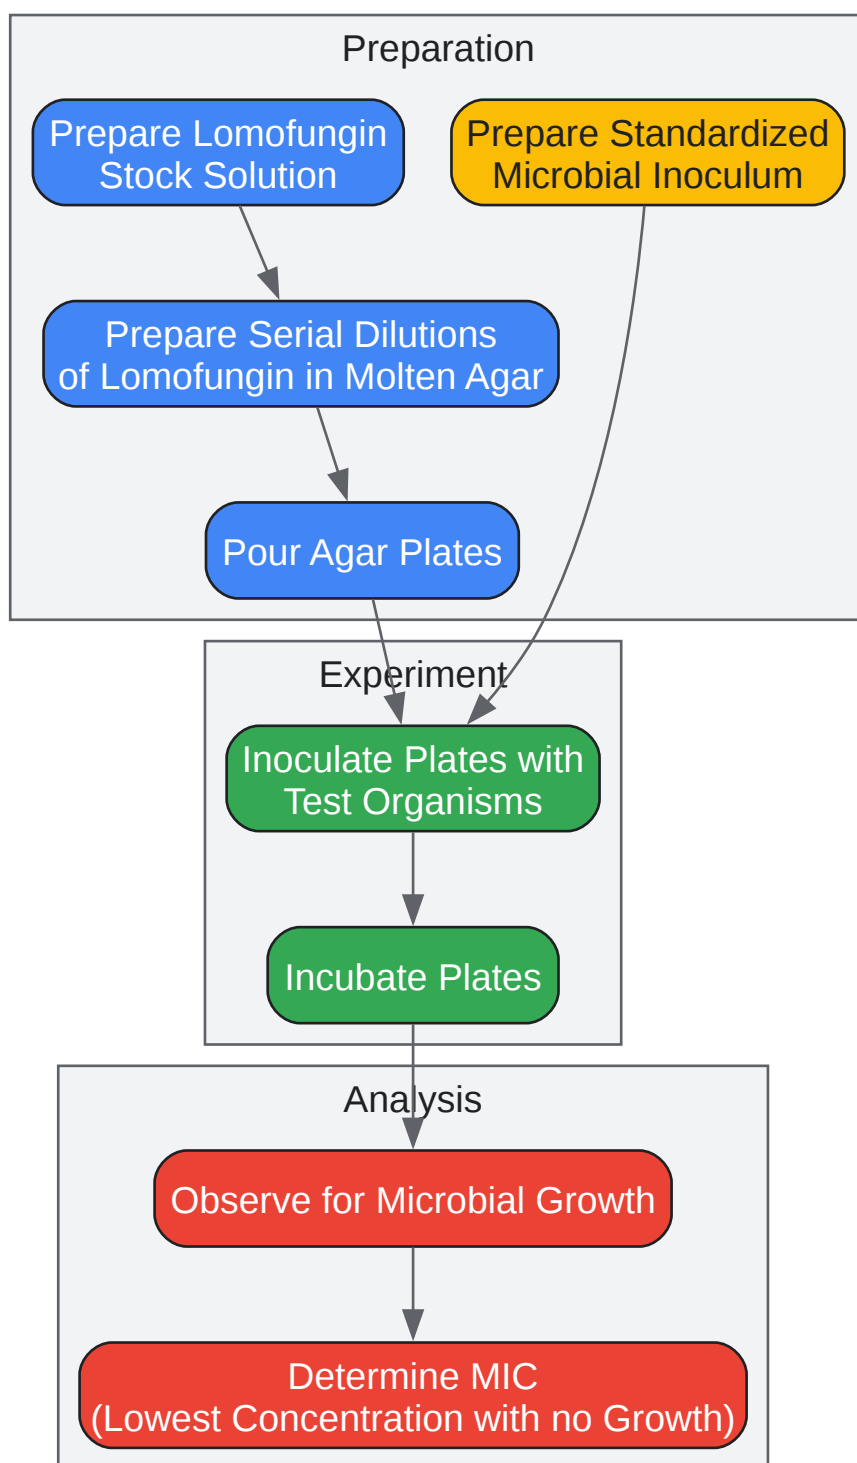 Preparation
Prepare Lomofungin
Stock Solution
Prepare Standardized
Microbial Inoculum
Prepare Serial Dilutions
of Lomofungin in Molten Agar
Pour Agar Plates
Experiment
Inoculate Plates with
Test Organisms
Incubate Plates
Analysis
Observe for Microbial Growth
Determine MIC
(Lowest Concentration with no Growth)